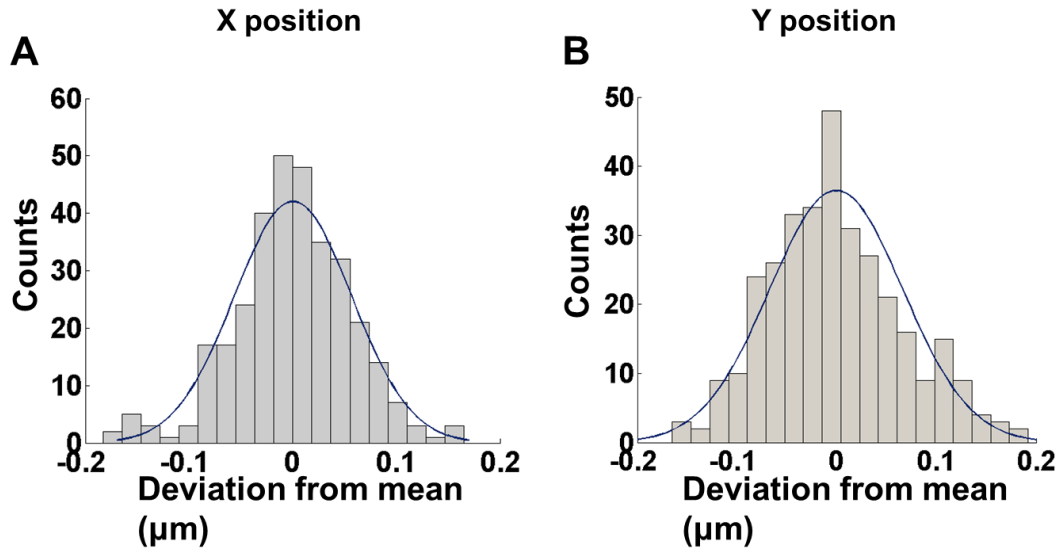 X position
Y position
A
B
60
50
40
30
20
10
0
Counts
-0.2
-0.1
0
0.1
0.2
Deviation from mean
(μm)
50
40
30
20
10
0
Counts
-0.2
-0.1
0
0.1
0.2
Deviation from mean
(μm)